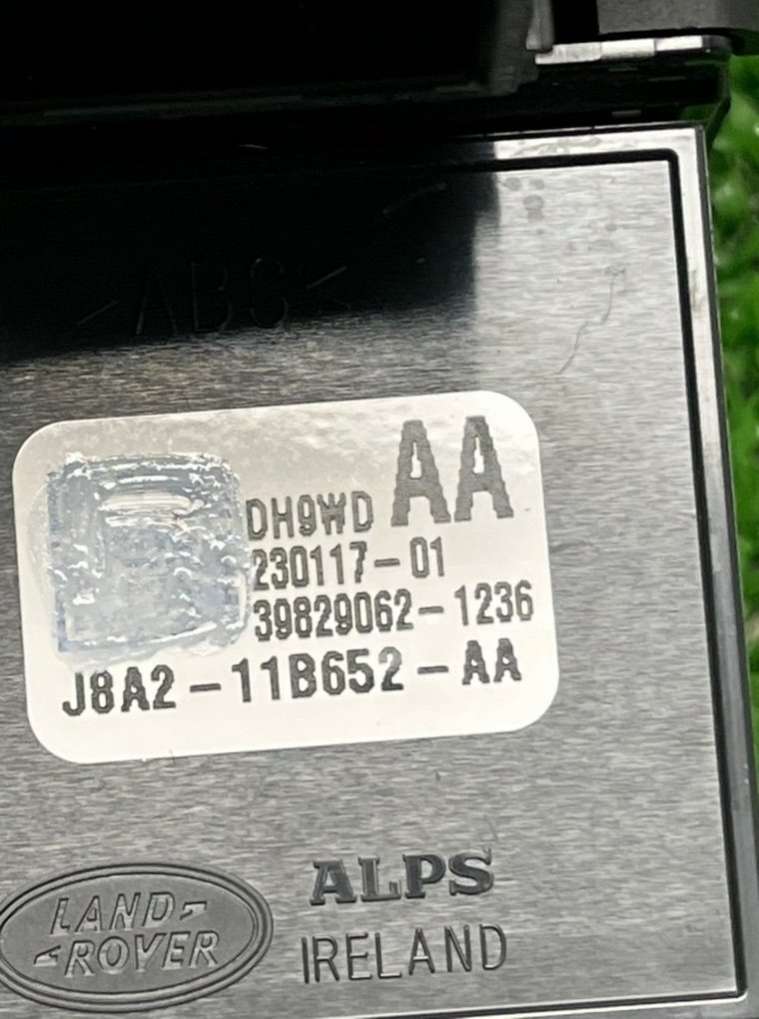 >ABS<
AA
DH9WD
230117-01
39829062-1236
J8A2-11B652-AA
LAND
ROVER
ALPS
IRELAND